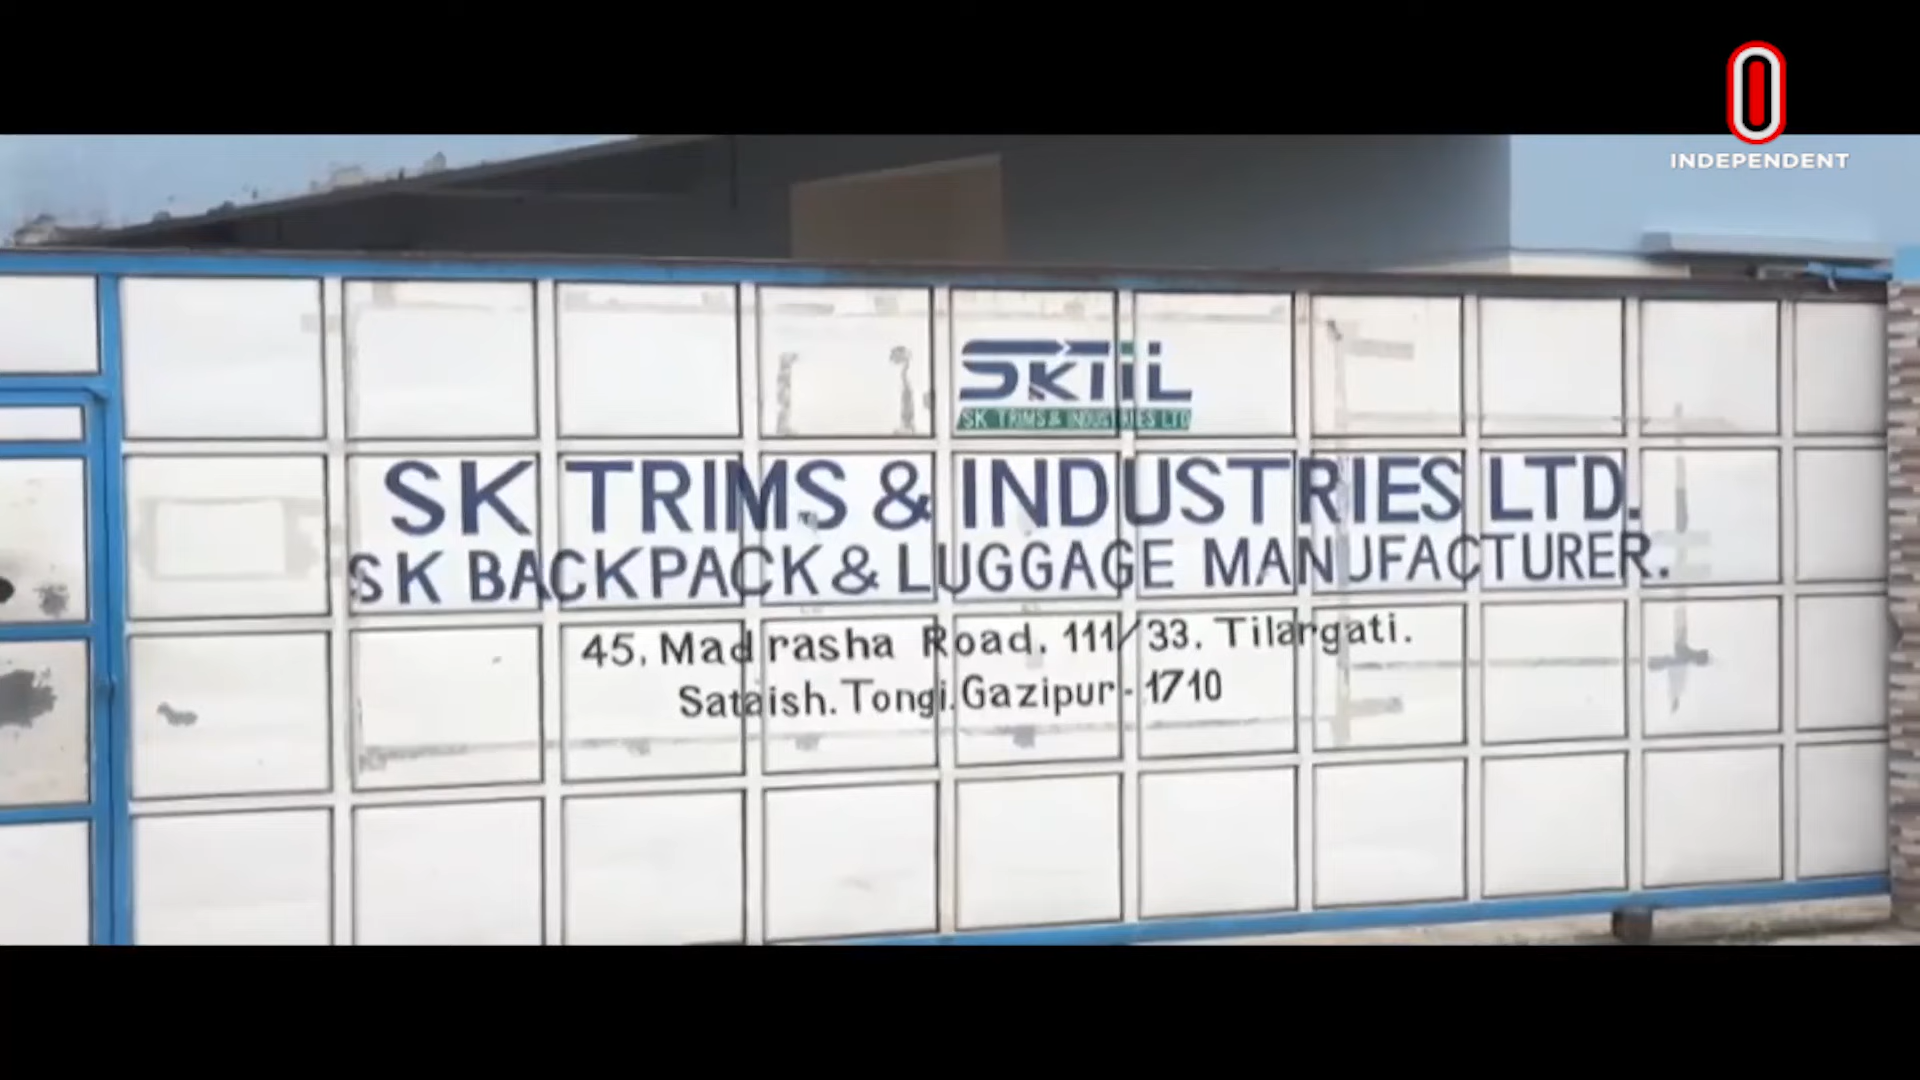 INDEPENDENT
SKTIL
SK TRIMS & INDUSTRIES LTD
SK TRIMS & INDUSTRIES LTD.
SK BACKPACK & LUGGAGE MANUFACTURER.
45, Madrasha Road, 111/33, Tilargati.
Sataish. Tongi. Gazipur - 1710